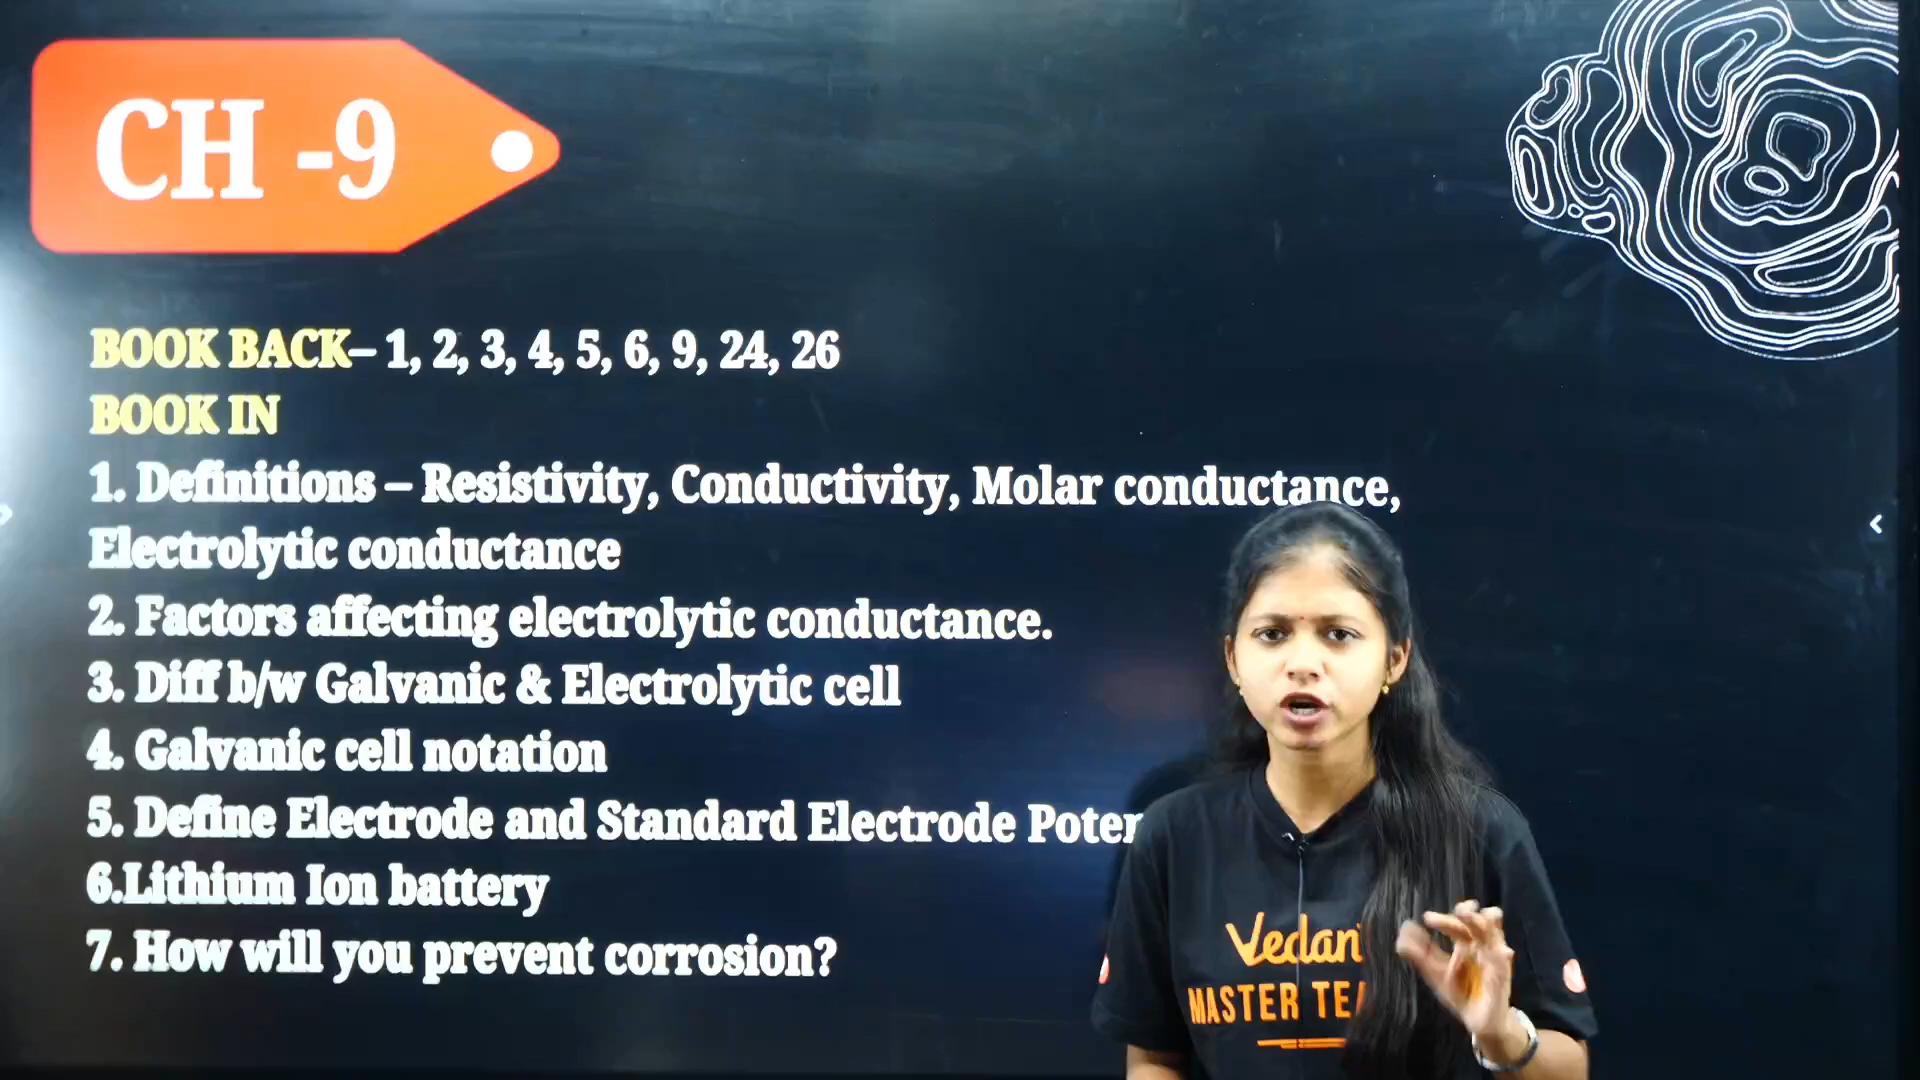 CH -9
BOOK BACK– 1, 2, 3, 4, 5, 6, 9, 24, 26
BOOK IN
1. Definitions – Resistivity, Conductivity, Molar conductance,
Electrolytic conductance
2. Factors affecting electrolytic conductance.
3. Diff b/w Galvanic & Electrolytic cell
4. Galvanic cell notation
5. Define Electrode and Standard Electrode
6.Lithium Ion battery
7. How will you prevent corrosion?
MASTER